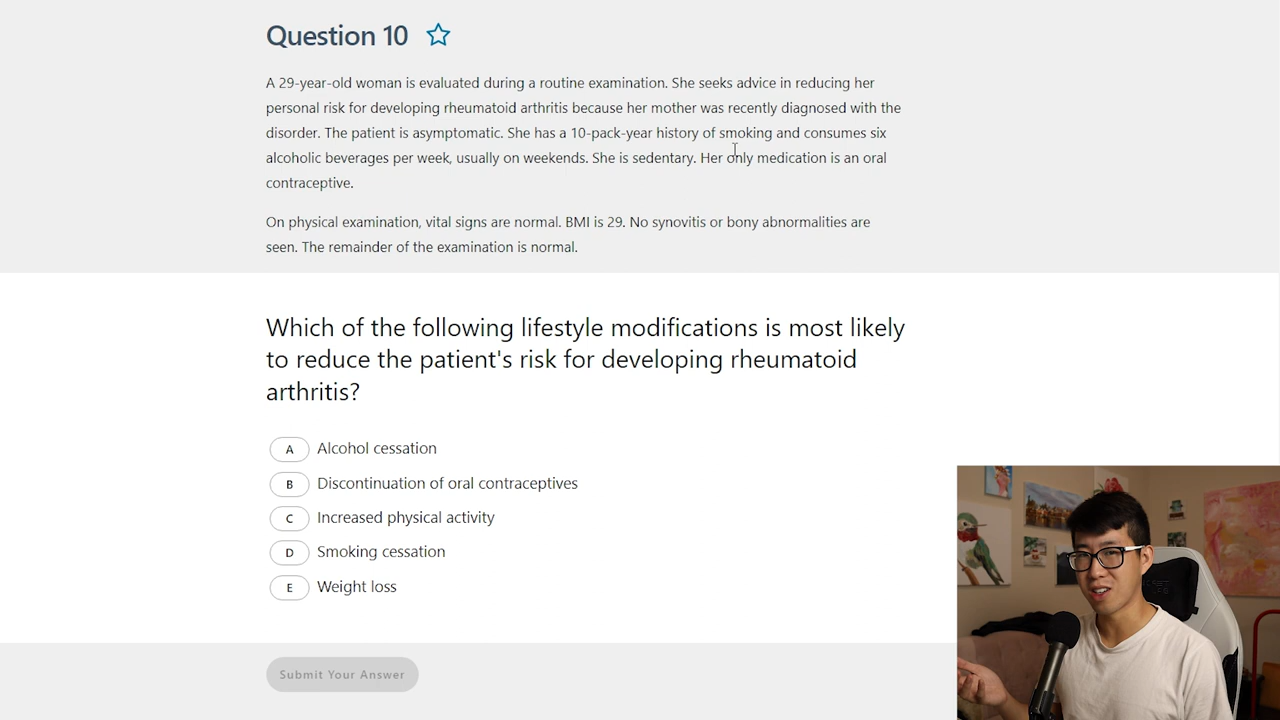 Question 10
A 29-year-old woman is evaluated during a routine examination. She seeks advice in reducing her
personal risk for developing rheumatoid arthritis because her mother was recently diagnosed with the
disorder. The patient is asymptomatic. She has a 10-pack-year history of smoking and consumes six
alcoholic beverages per week, usually on weekends. She is sedentary. Her only medication is an oral
contraceptive.
On physical examination, vital signs are normal. BMI is 29. No synovitis or bony abnormalities are
seen. The remainder of the examination is normal.
Which of the following lifestyle modifications is most likely
to reduce the patient's risk for developing rheumatoid
arthritis?
A Alcohol cessation
B Discontinuation of oral contraceptives
C Increased physical activity
D Smoking cessation
E Weight loss
Submit Your Answer